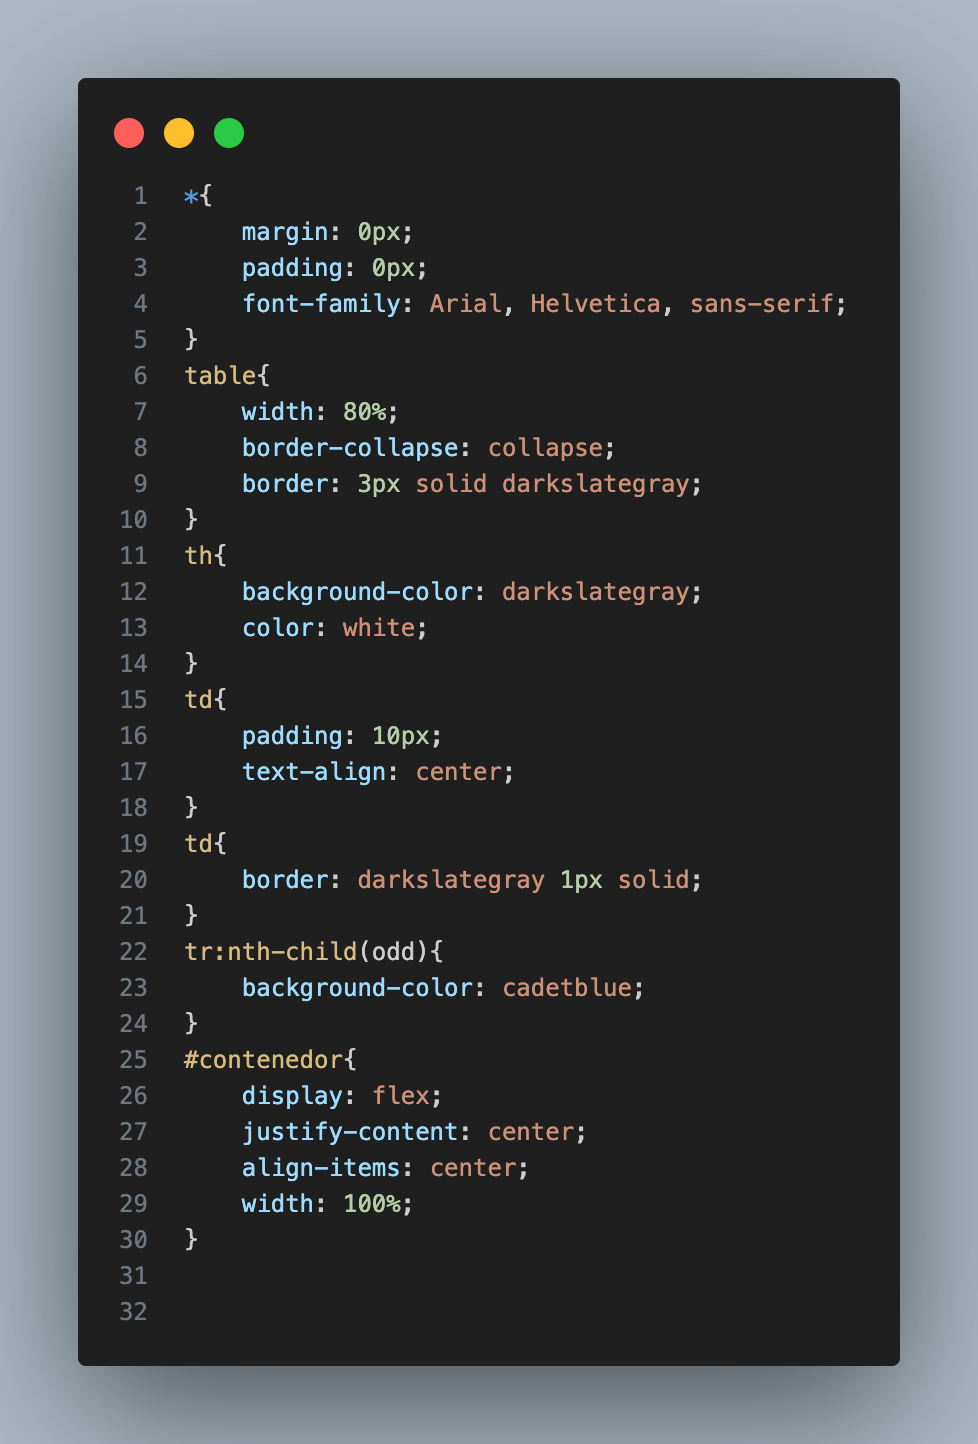 1 *{
2     margin: 0px;
3     padding: 0px;
4     font-family: Arial, Helvetica, sans-serif;
5 }
6 table{
7     width: 80%;
8     border-collapse: collapse;
9     border: 3px solid darkslategray;
10 }
11 th{
12     background-color: darkslategray;
13     color: white;
14 }
15 td{
16     padding: 10px;
17     text-align: center;
18 }
19 td{
20     border: darkslategray 1px solid;
21 }
22 tr:nth-child(odd){
23     background-color: cadetblue;
24 }
25 #contenedor{
26     display: flex;
27     justify-content: center;
28     align-items: center;
29     width: 100%;
30 }
31
32